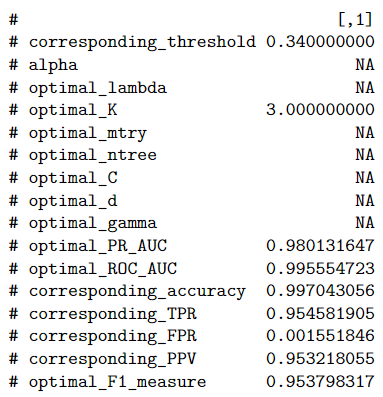 # [,1]
# corresponding_threshold 0.340000000
# alpha NA
# optimal_lambda NA
# optimal_K 3.000000000
# optimal_mtry NA
# optimal_ntree NA
# optimal_C NA
# optimal_d NA
# optimal_gamma NA
# optimal_PR_AUC 0.980131647
# optimal_ROC_AUC 0.995554723
# corresponding_accuracy 0.997043056
# corresponding_TPR 0.954581905
# corresponding_FPR 0.001551846
# corresponding_PPV 0.953218055
# optimal_F1_measure 0.953798317